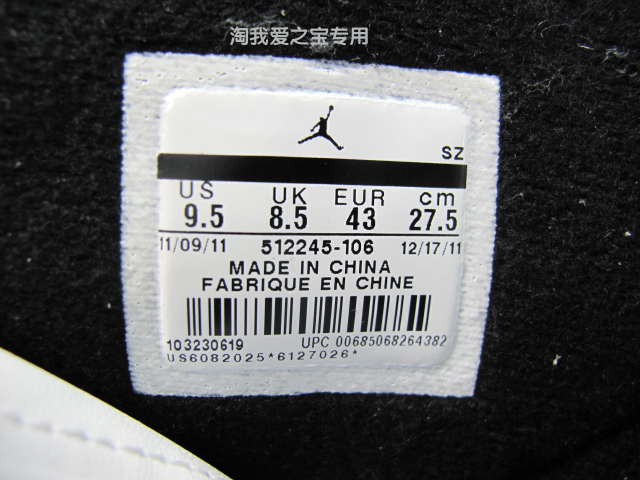 淘我爱之宝专用
SZ
US UK EUR cm
9.5 8.5 43 27.5
11/09/11 512245-106 12/17/11
MADE IN CHINA
FABRIQUE EN CHINE
103230619 UPC 00685068264382
US6082025*6127026*